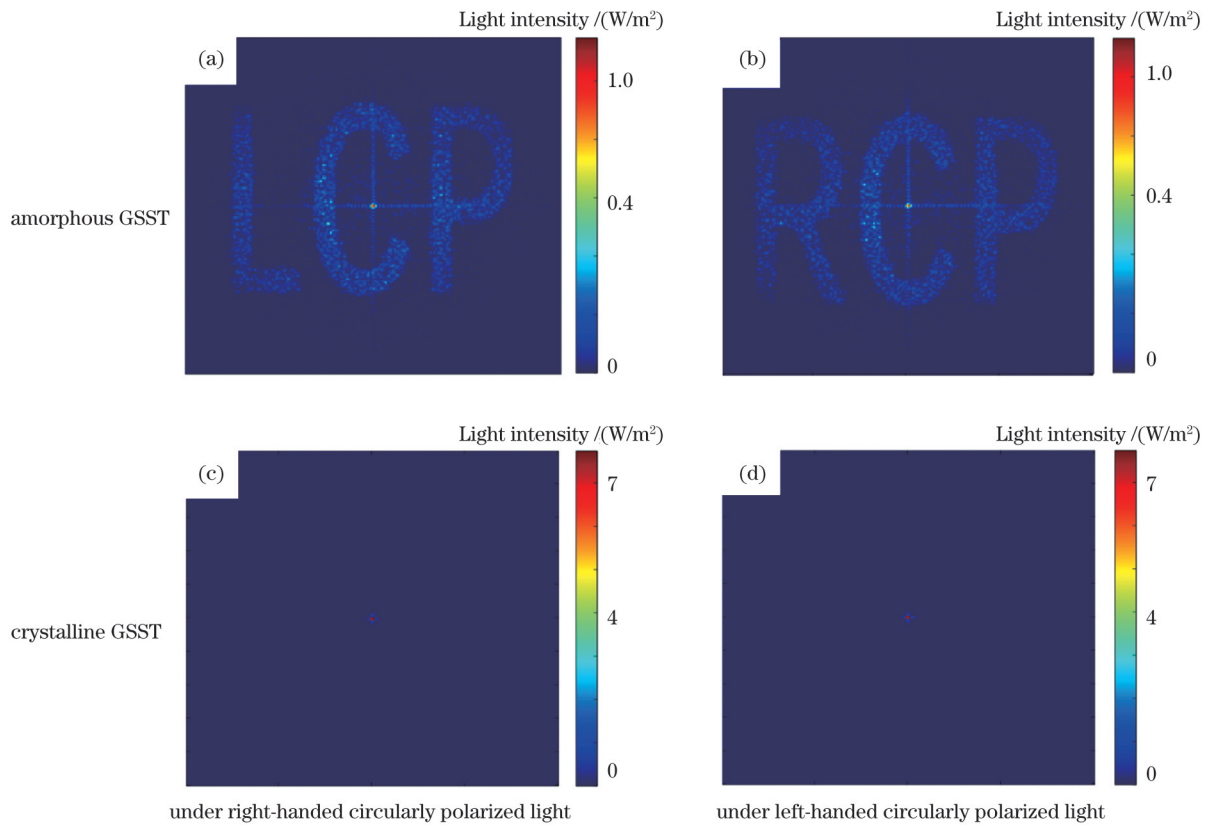 Light intensity /(W/m²)
Light intensity /(W/m²)
(a)
1.0
0.4
0
LCP
(b)
1.0
0.4
0
RCP
amorphous GSST
Light intensity /(W/m²)
Light intensity /(W/m²)
(c)
7
4
0
(d)
7
4
0
crystalline GSST
under right-handed circularly polarized light
under left-handed circularly polarized light